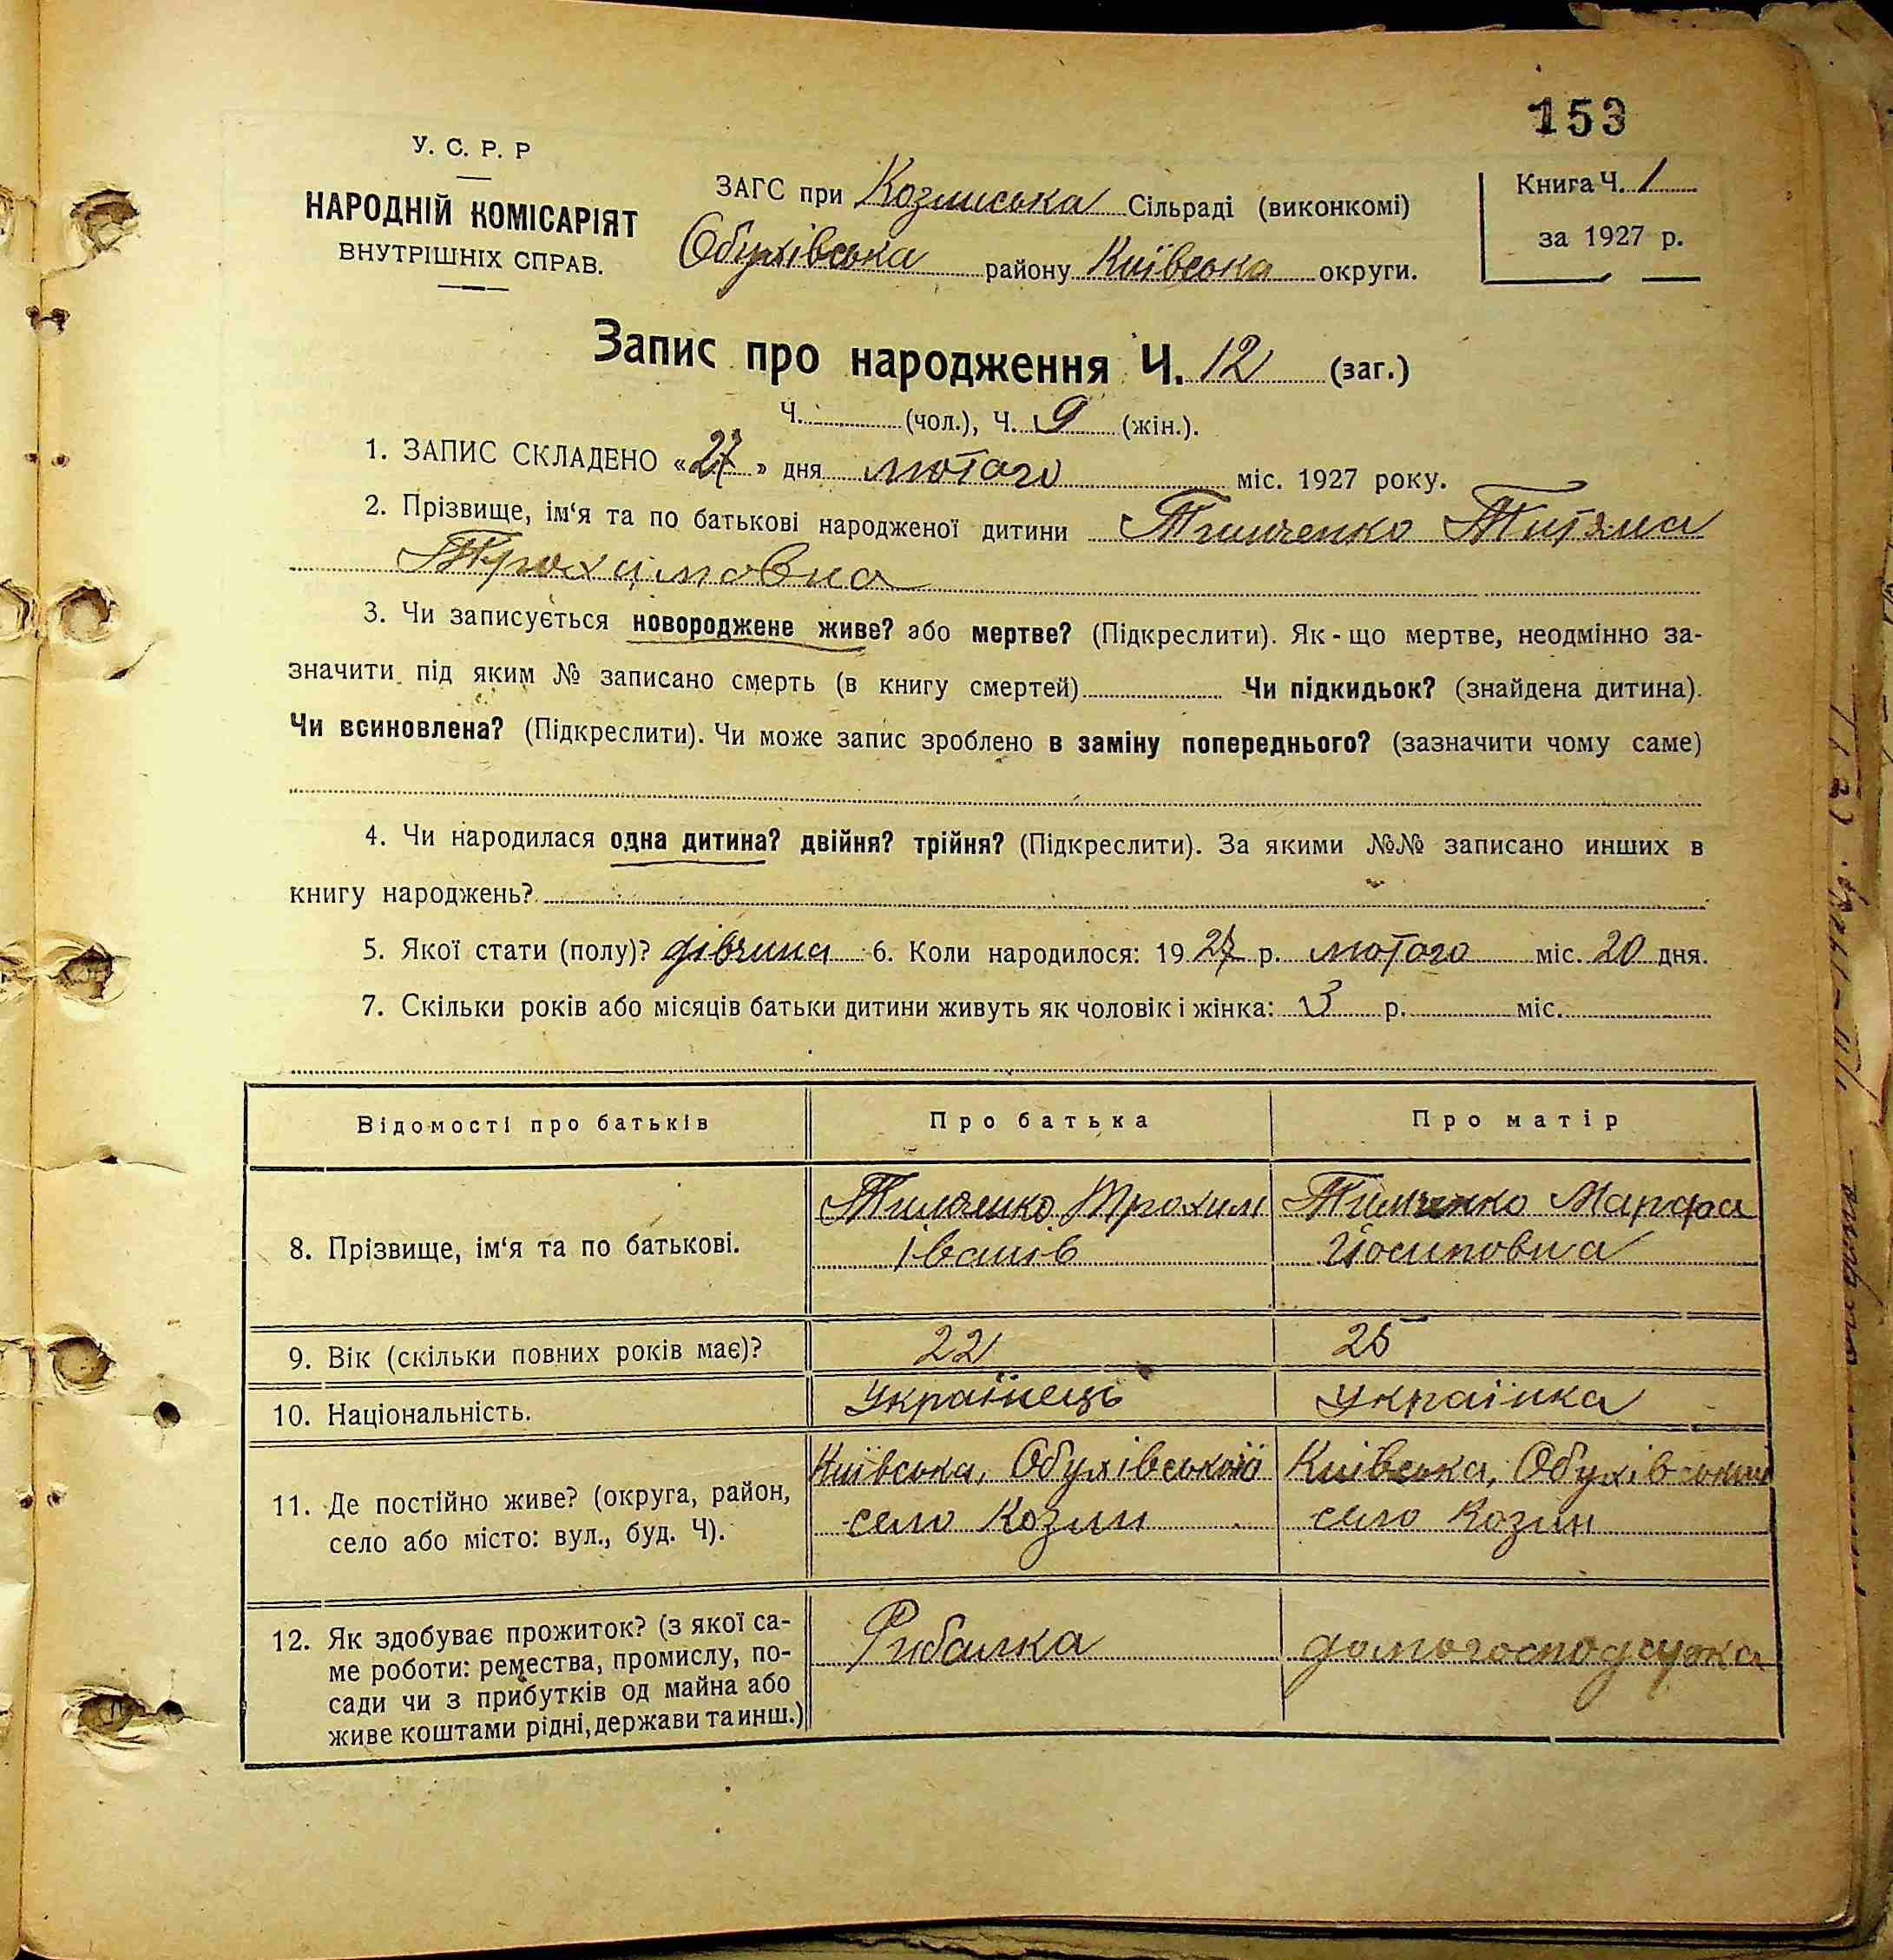 153
У. С. Р. Р
НАРОДНІЙ КОМІСАРІЯТ
ВНУТРІШНІХ СПРАВ.
ЗАГС при Козинська Сільраді (виконкомі)
Обухівська району Київська округи.
Книга Ч. 1
за 1927 р.
Запис про народження Ч. 12 (заг.)
Ч. (чол.), Ч. 9 (жін.).
1. ЗАПИС СКЛАДЕНО «27» дня лютого міс. 1927 року.
2. Прізвище, ім‘я та по батькові народженої дитини Тимченко
Трохимовна
3. Чи записується новороджене живе? або мертве? (Підкреслити). Як-що мертве, неодмінно за-
значити під яким № записано смерть (в книгу смертей) Чи підкидьок? (знайдена дитина).
Чи всиновлена? (Підкреслити). Чи може запис зроблено в заміну попереднього? (зазначити чому саме)
4. Чи народилася одна дитина? двійня? трійня? (Підкреслити). За якими №№ записано инших в
книгу народжень?
5. Якої стати (полу)? дівчина 6. Коли народилося: 1927 р. лютого міс. 20 дня.
7. Скільки років або місяців батьки дитини живуть як чоловік і жінка: 3 р. міс.
Відомості про батьків Про батька Про матір
8. Прізвище, ім‘я та по батькові.
Тимченко Трохим Тимченко Марфа
Іванів Йосиповна
9. Вік (скільки повних років має)? 22 25
10. Національність. Українець Українка
11. Де постійно живе? (округа, район,
село або місто: вул., буд. Ч).
Київська, Обухівської Київська,
село Козин село Козин
12. Як здобуває прожиток? (з якої са-
ме роботи: ремества, промислу, по-
сади чи з прибутків од майна або
живе коштами рідні, держави та инш.)
Рибалка